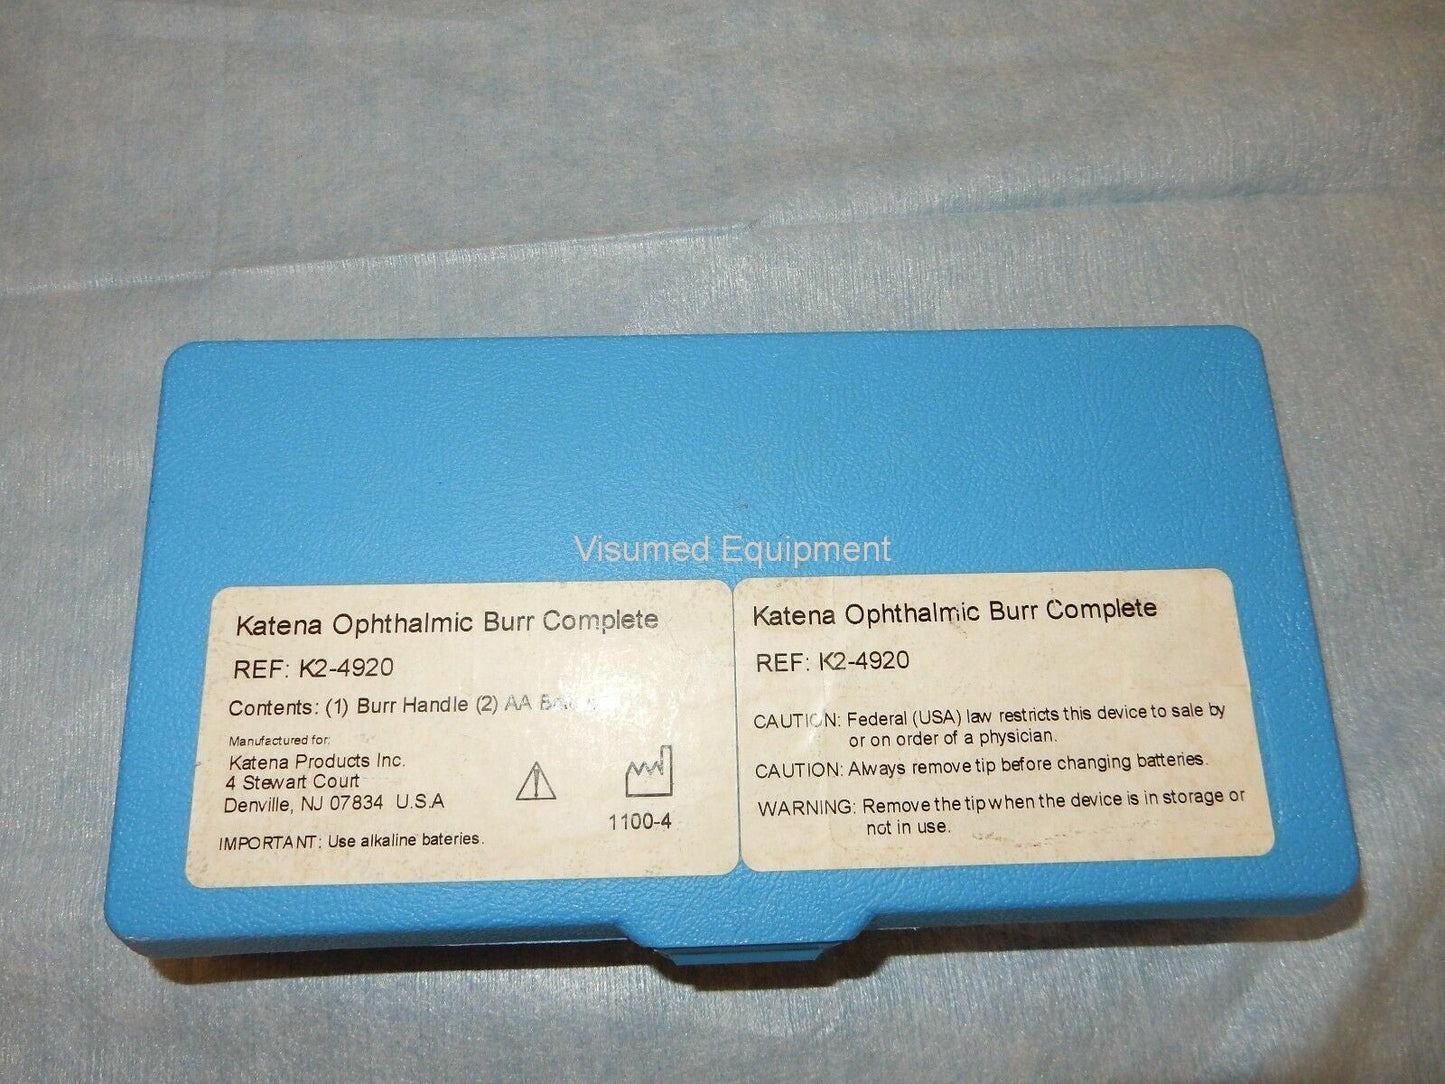 Visumed Equipment
Katena Ophthalmic Burr Complete
REF: K2-4920
Contents: (1) Burr Handle (2) AA
Manufactured for:
Katena Products Inc.
4 Stewart Court
Denville, NJ 07834 U.S.A
IMPORTANT: Use alkaline bateries.
1100-4
Katena Ophthalmic Burr Complete
REF: K2-4920
CAUTION: Federal (USA) law restricts this device to sale by
or on order of a physician.
CAUTION: Always remove tip before changing batteries.
WARNING: Remove the tip when the device is in storage or
not in use.